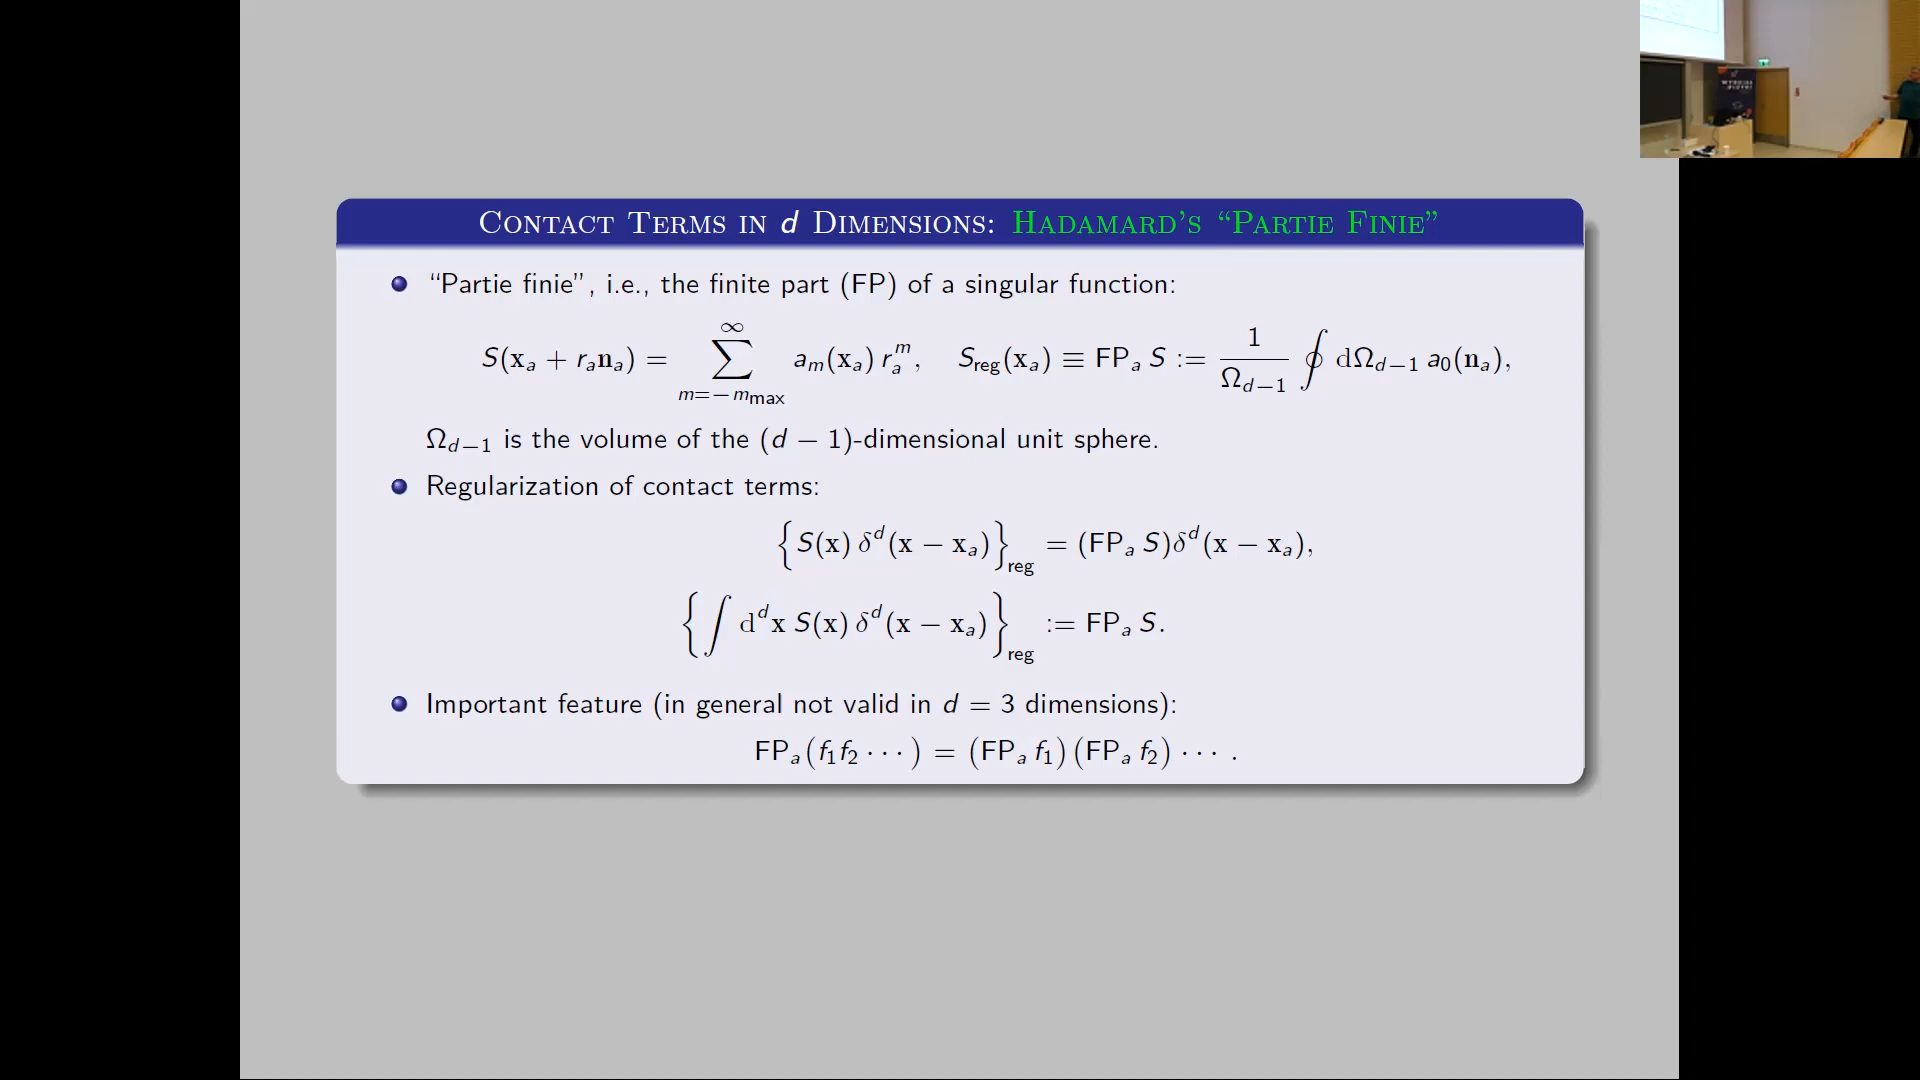 CONTACT TERMS IN d DIMENSIONS: HADAMARD'S “PARTIE FINIE”
“Partie finie”, i.e., the finite part (FP) of a singular function:
S(x_a + r_a n_a) = ∑_{m=−m_max}^{∞} a_m(x_a) r_a^m, S_reg(x_a) ≡ FP_a S := 1/Ω_{d−1} ∮ dΩ_{d−1} a_0(n_a),
Ω_{d−1} is the volume of the (d − 1)-dimensional unit sphere.
Regularization of contact terms:
{S(x) δ^d(x − x_a)}_reg = (FP_a S)δ^d(x − x_a),
{∫ d^d x S(x) δ^d(x − x_a)}_reg := FP_a S.
Important feature (in general not valid in d = 3 dimensions):
FP_a(f_1 f_2 ···) = (FP_a f_1)(FP_a f_2) ··· .